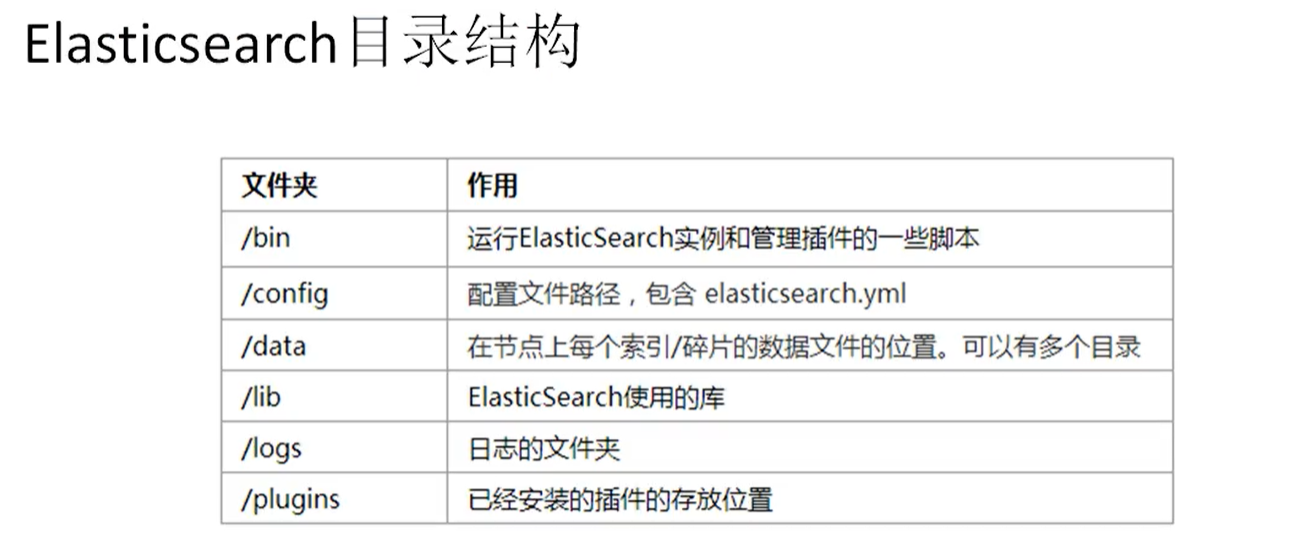 Elasticsearch目录结构
文件夹 作用
/bin 运行ElasticSearch实例和管理插件的一些脚本
/config 配置文件路径，包含 elasticsearch.yml
/data 在节点上每个索引/碎片的数据文件的位置。可以有多个目录
/lib ElasticSearch使用的库
/logs 日志的文件夹
/plugins 已经安装的插件的存放位置